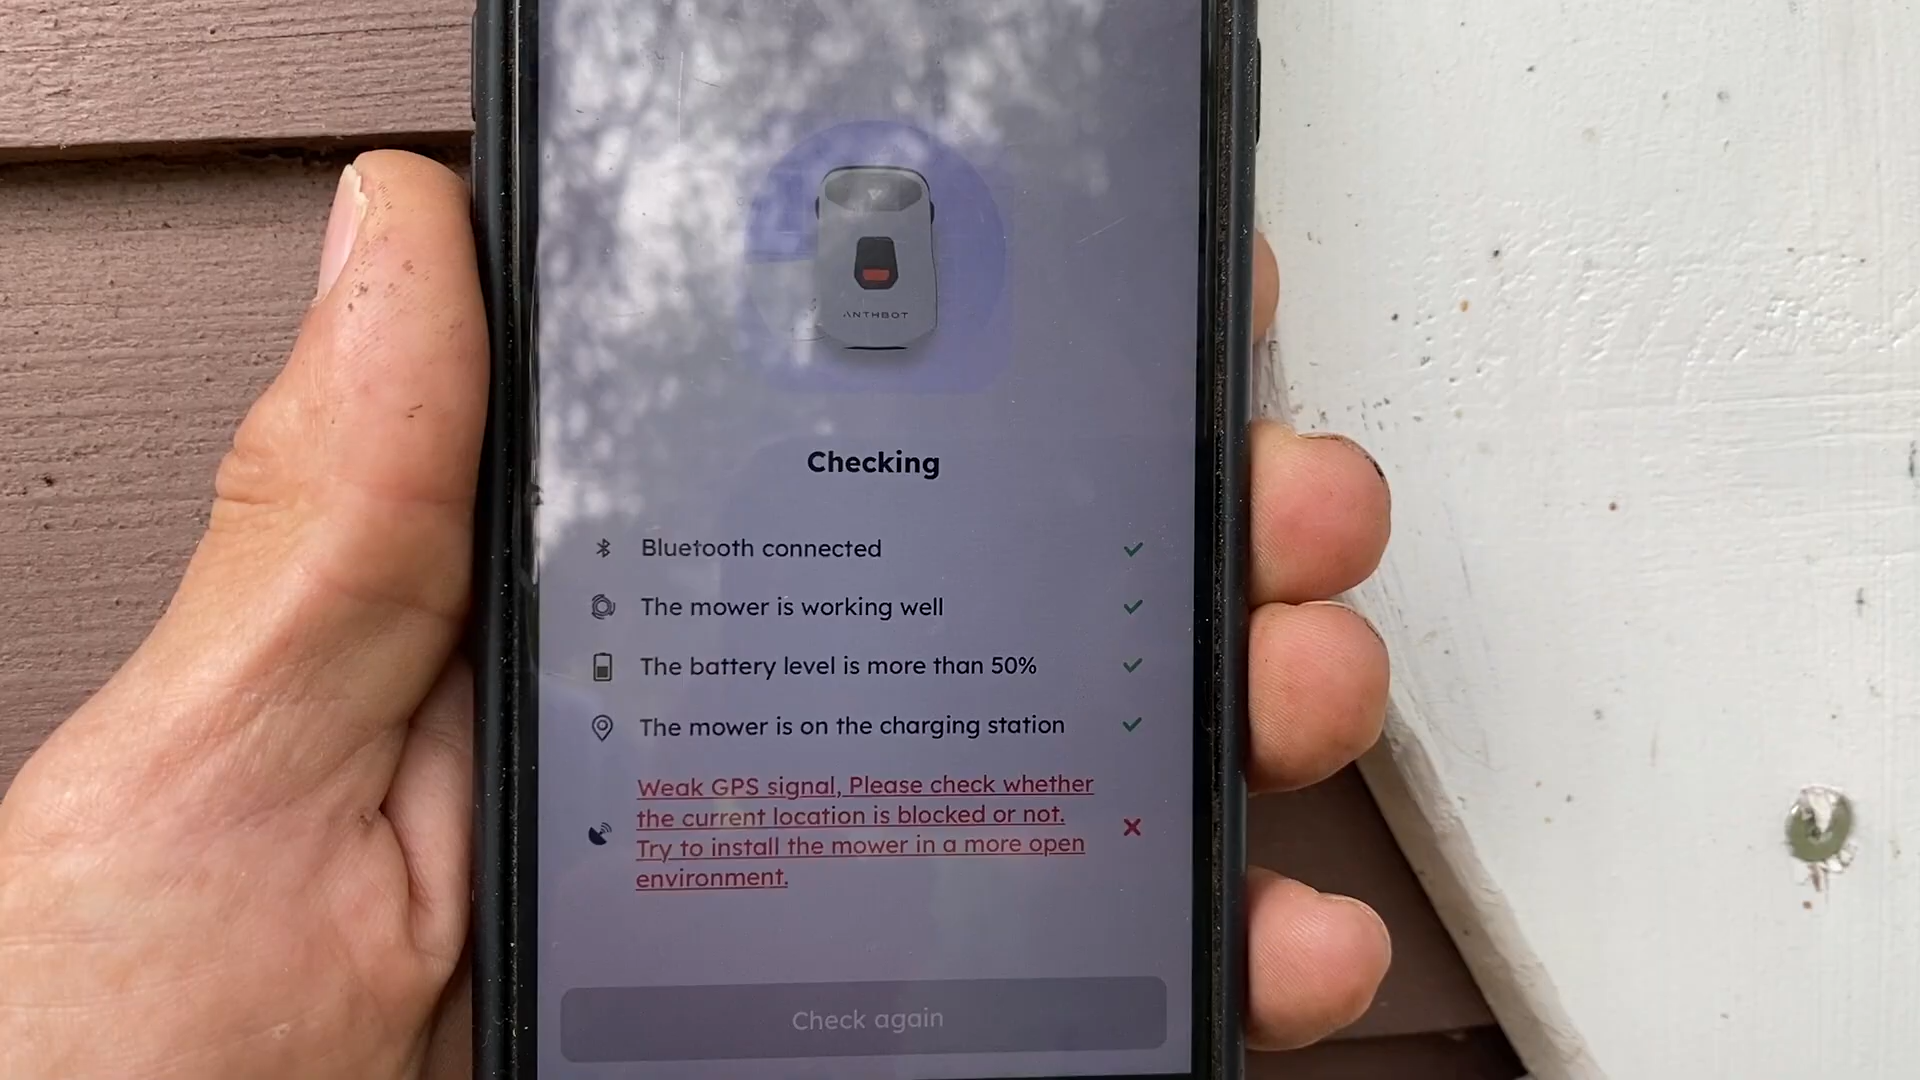 ANTHBOT
Checking
Bluetooth connected
The mower is working well
The battery level is more than 50%
The mower is on the charging station
Weak GPS signal, Please check whether
the current location is blocked or not.
Try to install the mower in a more open
environment.
Check again